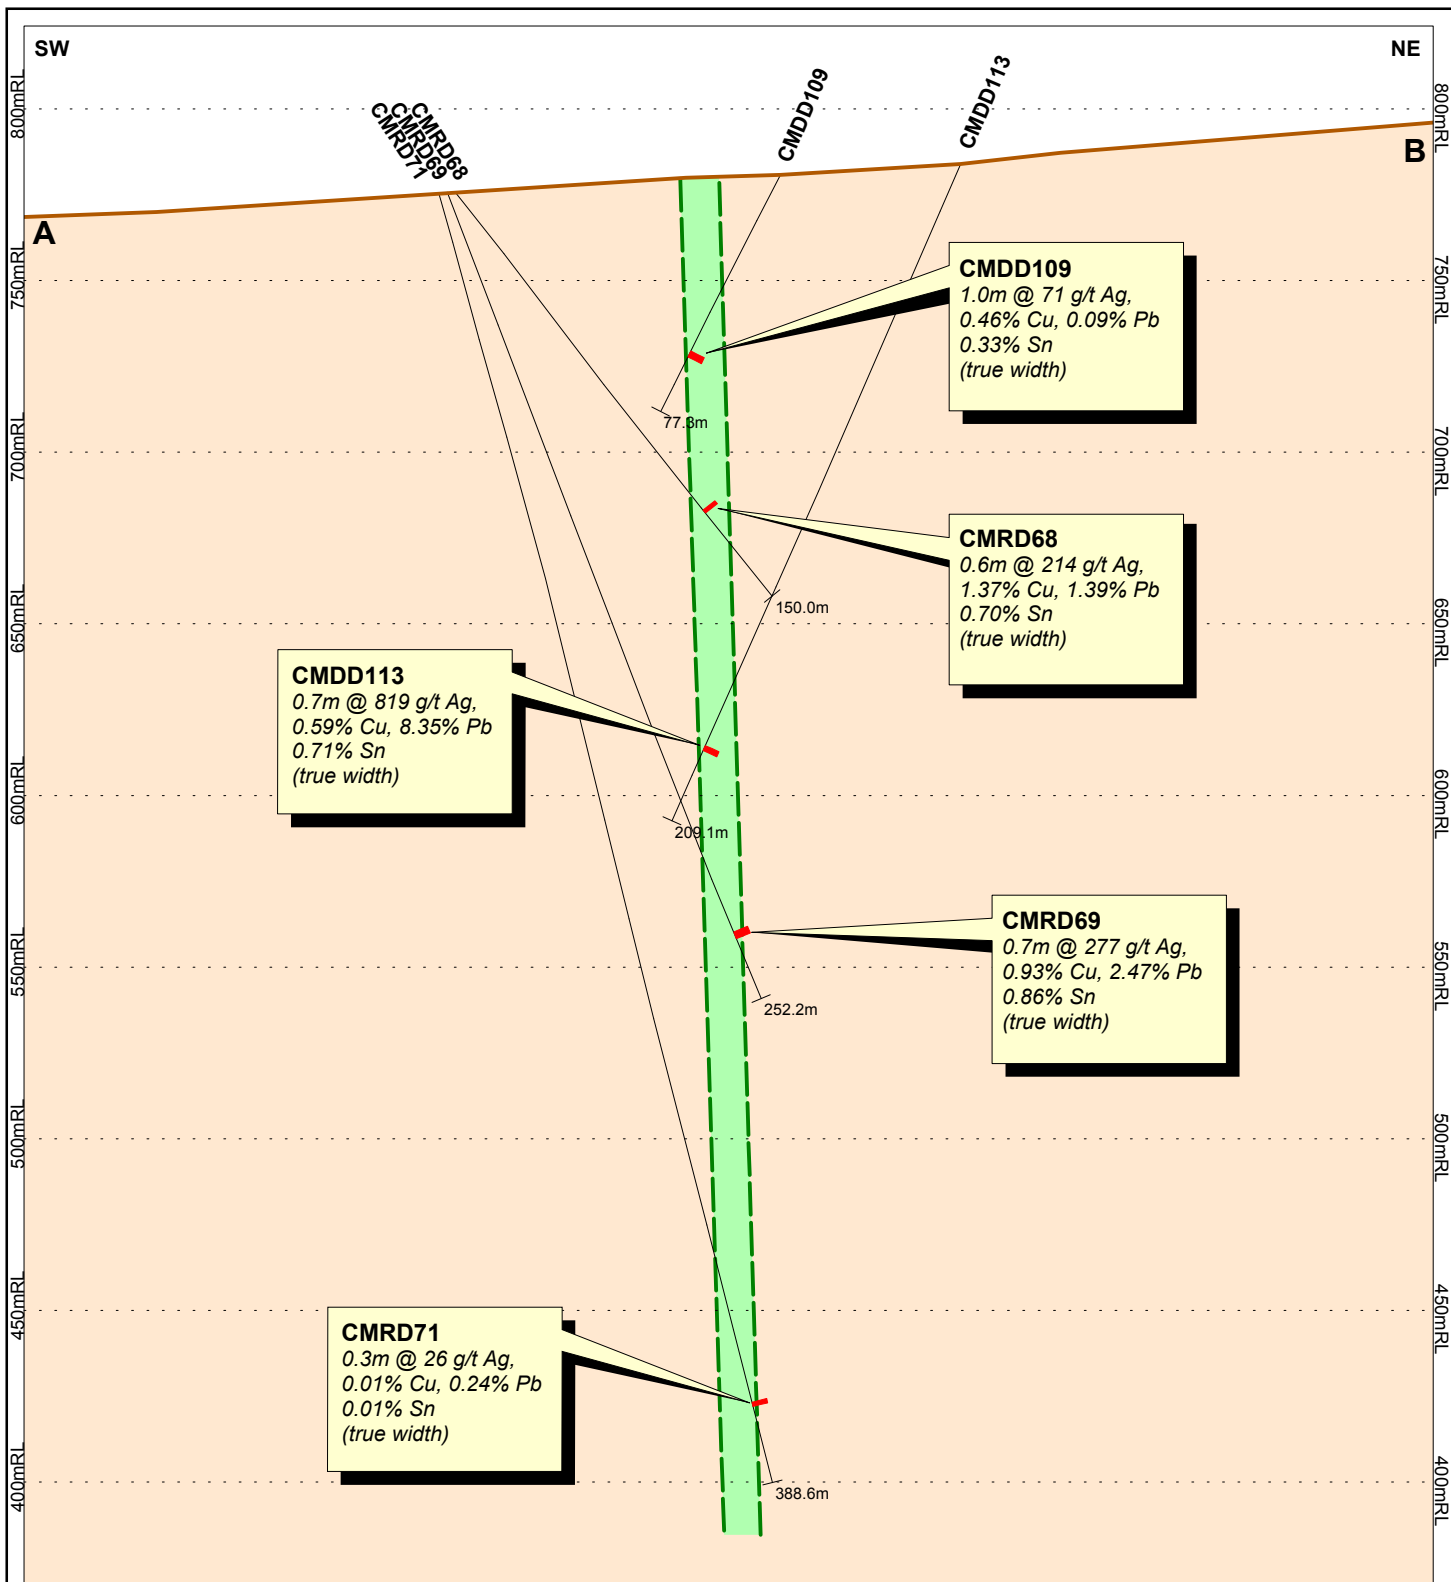 SW
NE
CMRD71
CMRD69
CMRD68
CMDD109
CMDD113
800mRL
800mRL
A
B
750mRL
750mRL
CMDD109
1.0m @ 71 g/t Ag,
0.46% Cu, 0.09% Pb
0.33% Sn
(true width)
77.3m
700mRL
700mRL
CMRD68
0.6m @ 214 g/t Ag,
1.37% Cu, 1.39% Pb
0.70% Sn
(true width)
150.0m
650mRL
650mRL
CMDD113
0.7m @ 819 g/t Ag,
0.59% Cu, 8.35% Pb
0.71% Sn
(true width)
600mRL
600mRL
209.1m
CMRD69
0.7m @ 277 g/t Ag,
0.93% Cu, 2.47% Pb
0.86% Sn
(true width)
550mRL
550mRL
252.2m
500mRL
500mRL
450mRL
450mRL
CMRD71
0.3m @ 26 g/t Ag,
0.01% Cu, 0.24% Pb
0.01% Sn
(true width)
400mRL
400mRL
388.6m